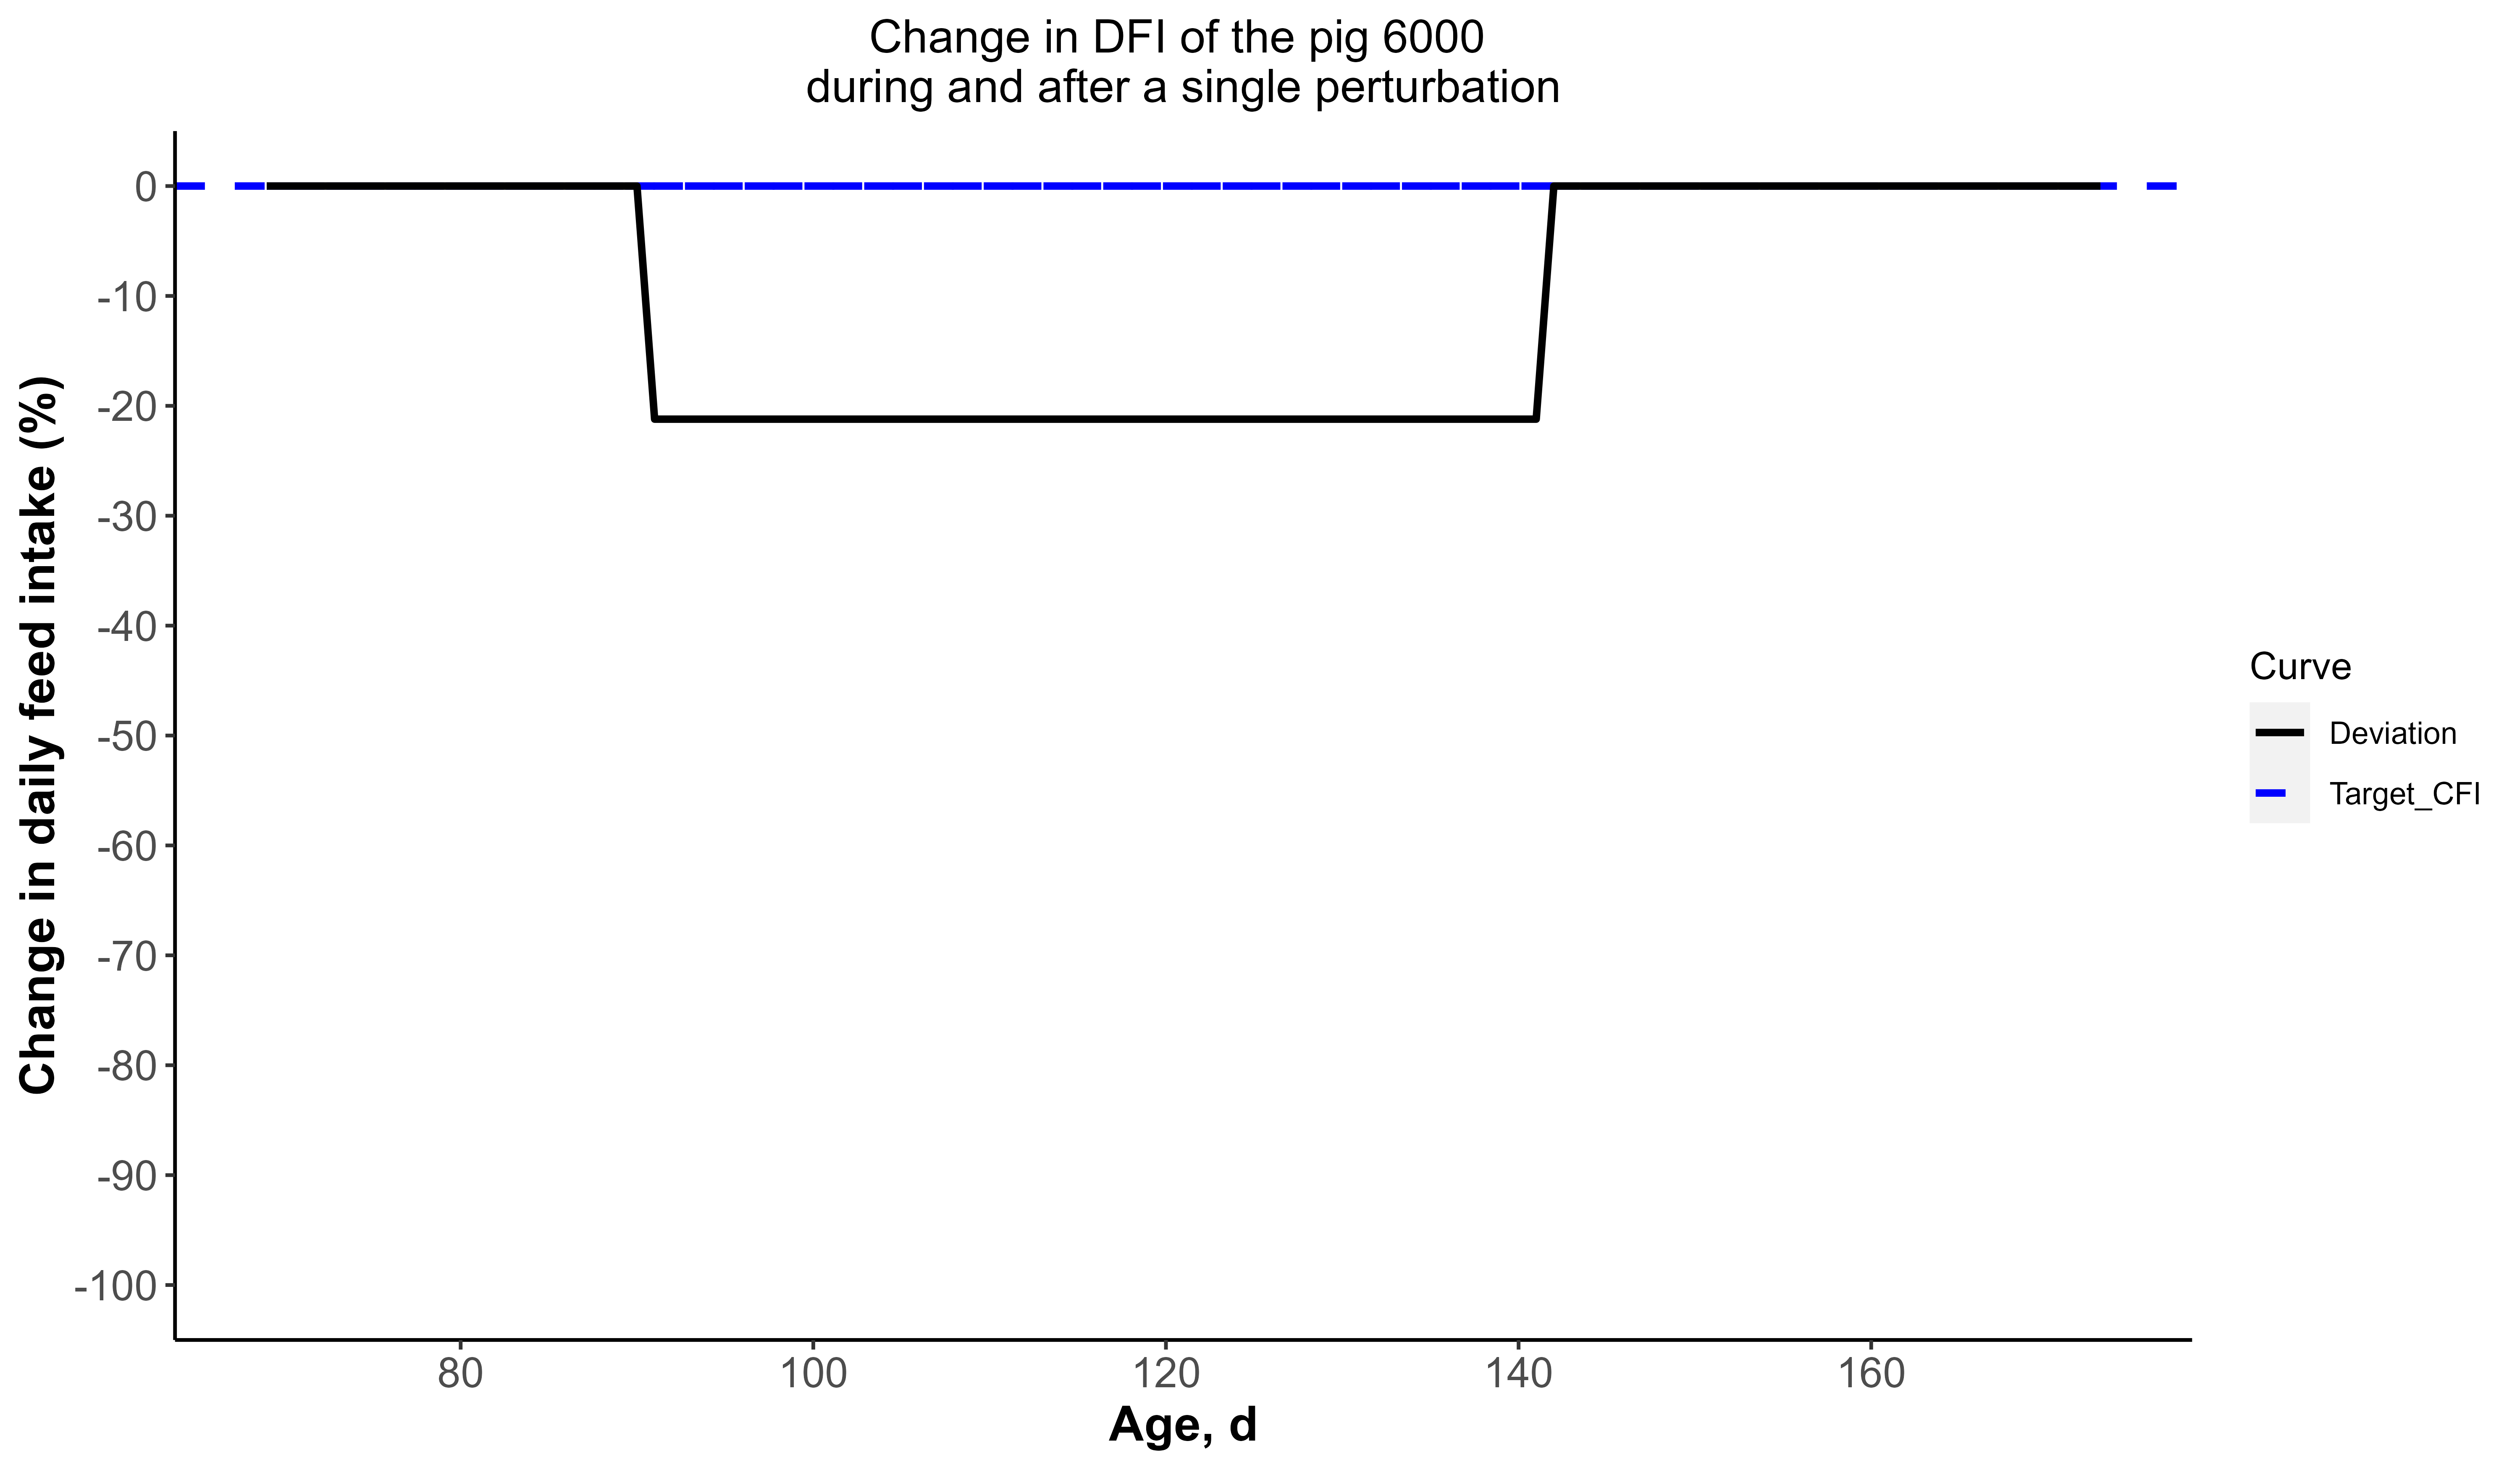 Change in DFI of the pig 6000
during and after a single perturbation
Change in daily feed intake (%)
0
-10
-20
-30
-40
-50
-60
-70
-80
-90
-100
80
100
120
140
160
Age, d
Curve
Deviation
Target_CFI